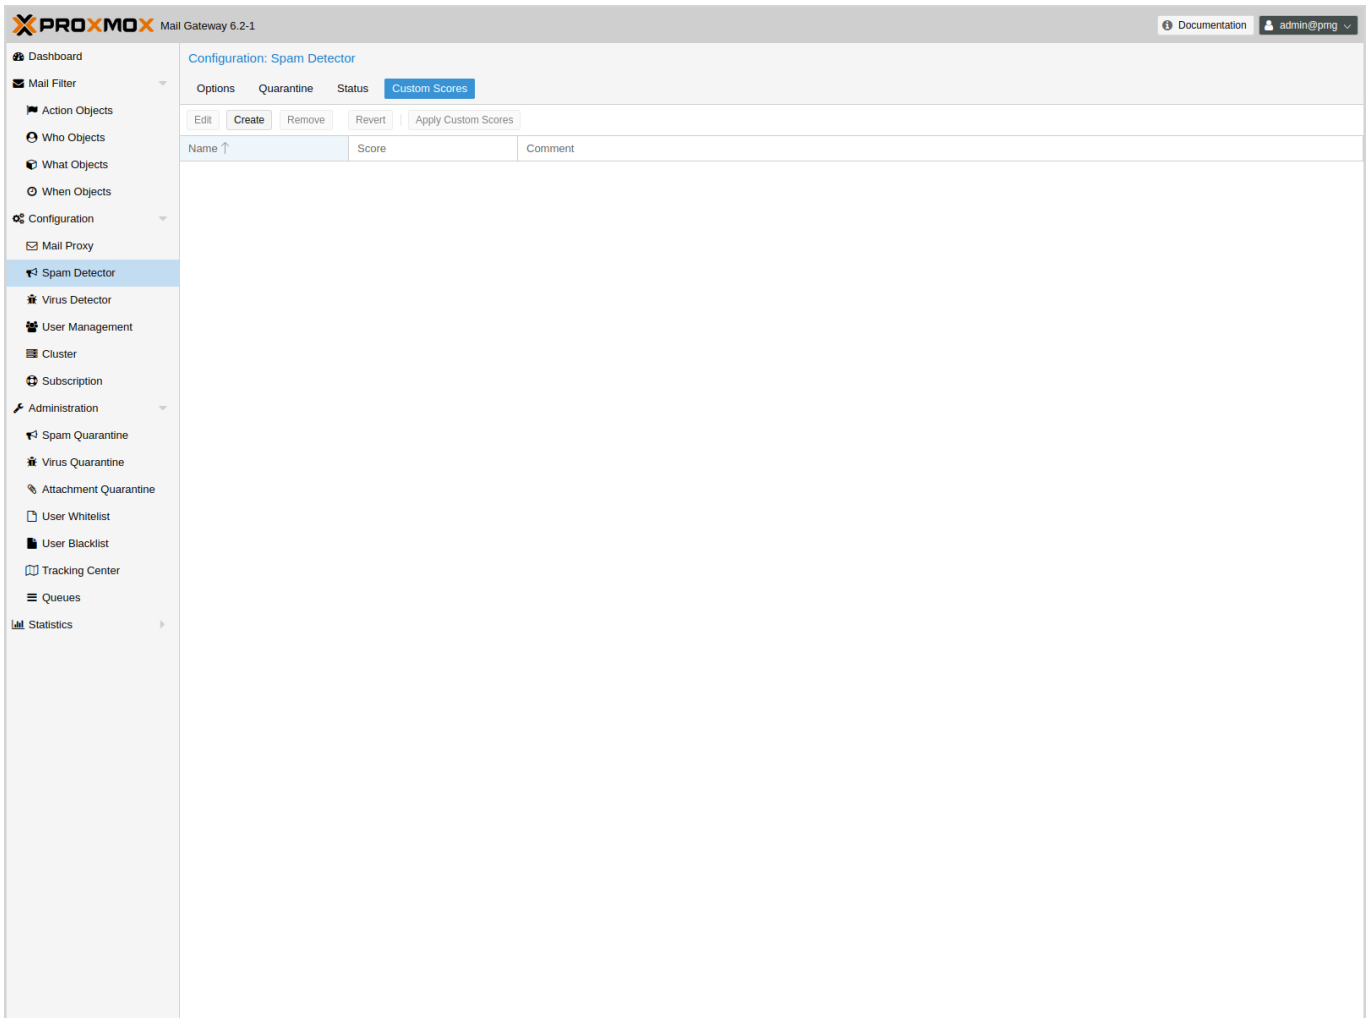 PROXMOX Mail Gateway 6.2-1
Documentation
admin@pmg
Dashboard
Mail Filter
Action Objects
Who Objects
What Objects
When Objects
Configuration
Mail Proxy
Spam Detector
Virus Detector
User Management
Cluster
Subscription
Administration
Spam Quarantine
Virus Quarantine
Attachment Quarantine
User Whitelist
User Blacklist
Tracking Center
Queues
Statistics
Configuration: Spam Detector
Options Quarantine Status Custom Scores
Edit Create Remove Revert Apply Custom Scores
Name Score Comment